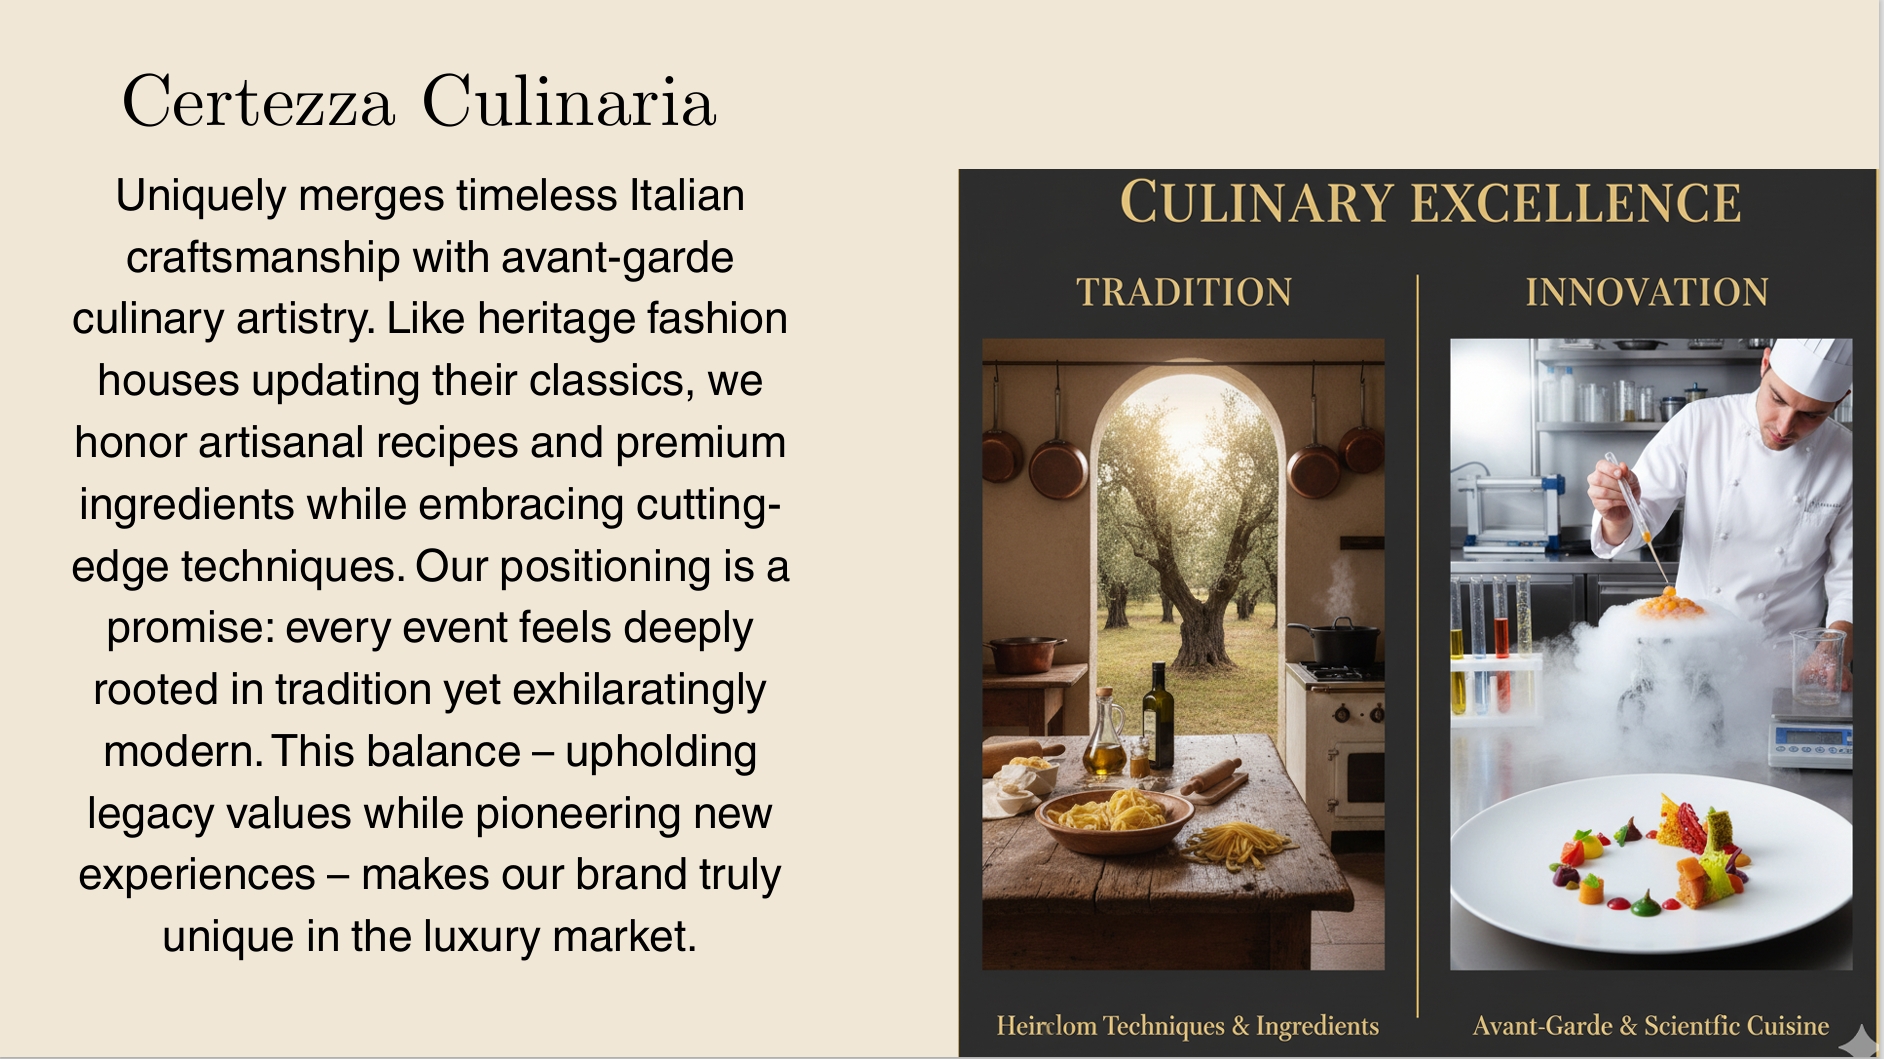 Certezza Culinaria
Uniquely merges timeless Italian
craftsmanship with avant-garde
culinary artistry. Like heritage fashion
houses updating their classics, we
honor artisanal recipes and premium
ingredients while embracing cutting-
edge techniques. Our positioning is a
promise: every event feels deeply
rooted in tradition yet exhilaratingly
modern. This balance – upholding
legacy values while pioneering new
experiences – makes our brand truly
unique in the luxury market.
CULINARY EXCELLENCE
TRADITION
INNOVATION
Heirclom Techniques & Ingredients
Avant-Garde & Scientfic Cuisine